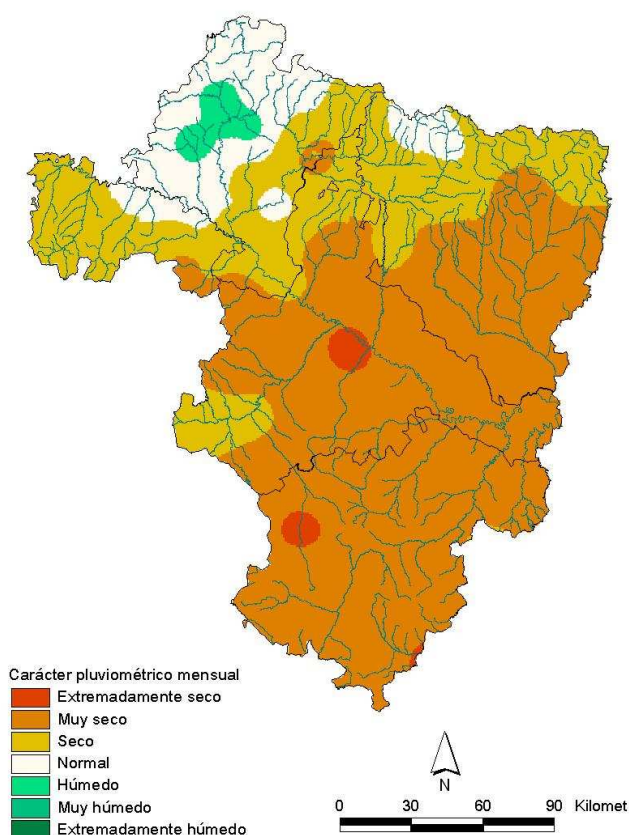 Carácter pluviométrico mensual
Extremadamente seco
Muy seco
Seco
Normal
Húmedo
Muy húmedo
Extremadamente húmedo
N
0 30 60 90 Kilomet